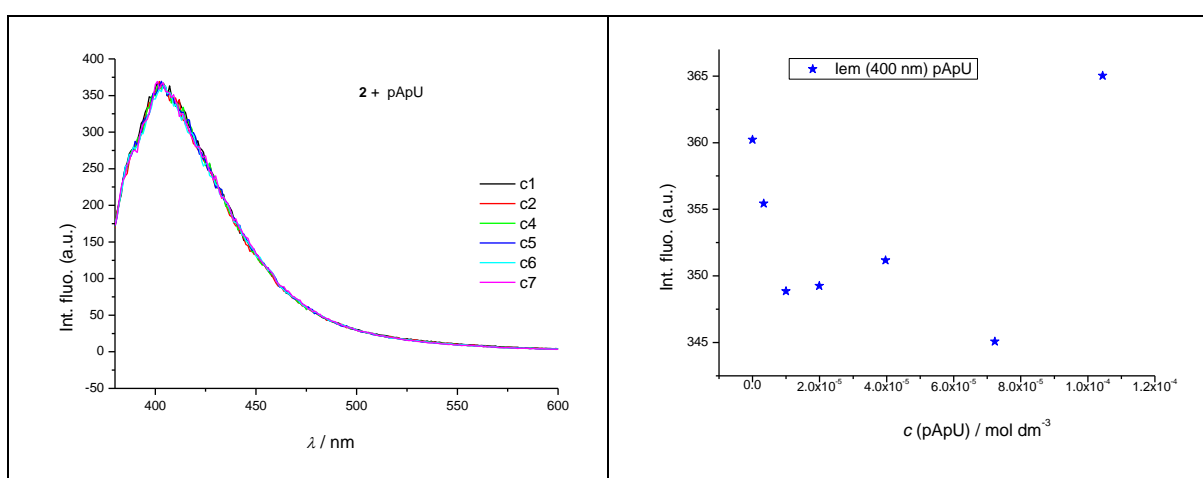 2 + pApU
Int. fluo. (a.u.)
400
350
300
250
200
150
100
50
0
-50
c1
c2
c4
c5
c6
c7
400 450 500 550 600
λ / nm
Iem (400 nm) pApU
Int. fluo. (a.u.)
365
360
355
350
345
0.0 2.0x10⁻⁵ 4.0x10⁻⁵ 6.0x10⁻⁵ 8.0x10⁻⁵ 1.0x10⁻⁴ 1.2x10⁻⁴
c (pApU) / mol dm⁻³